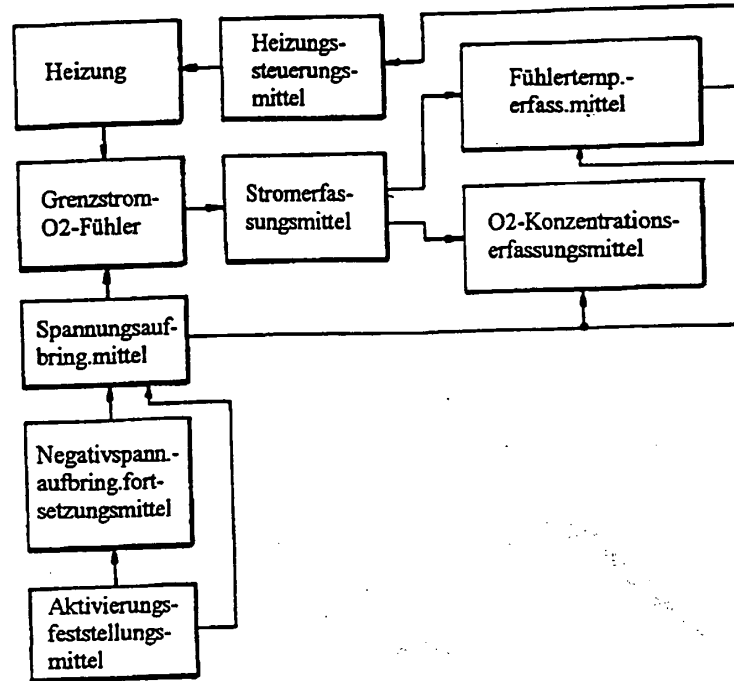 Heizung
Heizungs-
steuerungs-
mittel
Fühlertemp.-
erfass.mittel
Grenzstrom-
O2-Fühler
Stromerfas-
sungsmittel
O2-Konzentrations-
erfassungsmittel
Spannungsauf-
bring.mittel
Negativspann.-
aufbring.fort-
setzungsmittel
Aktivierungs-
feststellungs-
mittel